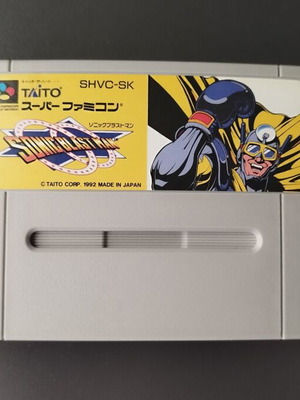 SHVC-SK
TAITO
スーパーファミコン
ソニックブラストマン
SONIC BLAST MAN
© TAITO CORP. 1992 MADE IN JAPAN